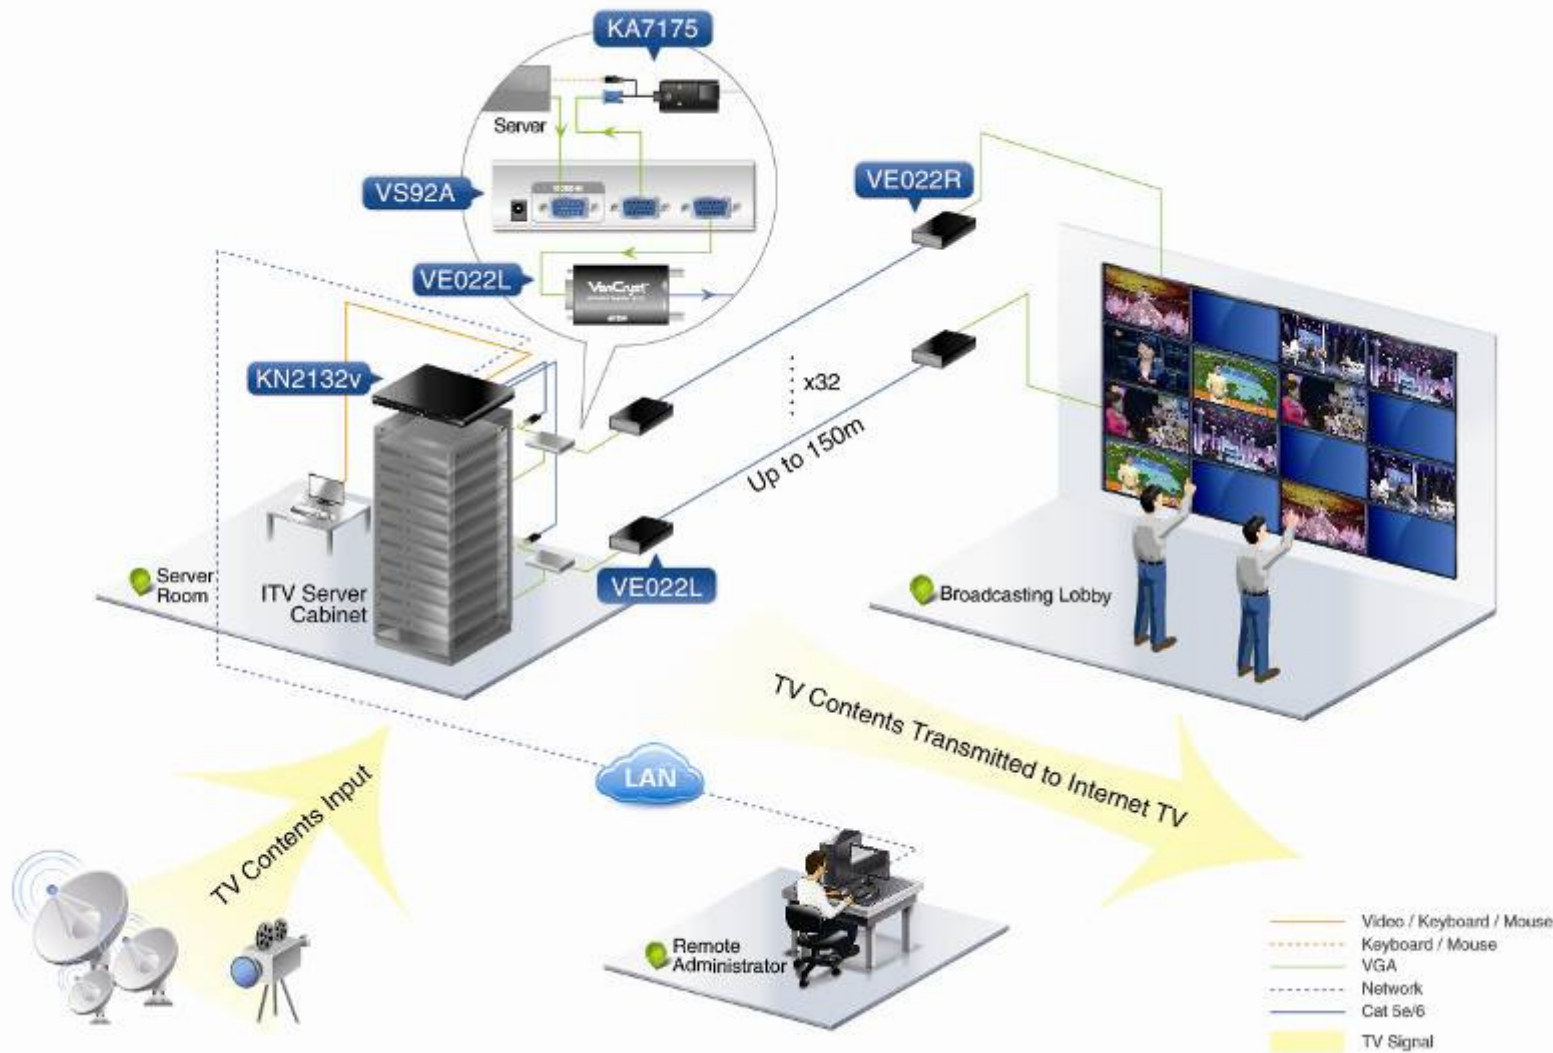 KA7175
Server
VS92A
VE022L
VanCryst
VE022R
KN2132v
x32
Up to 150m
Server
Room
ITV Server
Cabinet
VE022L
Broadcasting Lobby
TV Contents Transmitted to Internet TV
LAN
TV Contents Input
Remote
Administrator
Video / Keyboard / Mouse
Keyboard / Mouse
VGA
Network
Cat 5e/6
TV Signal